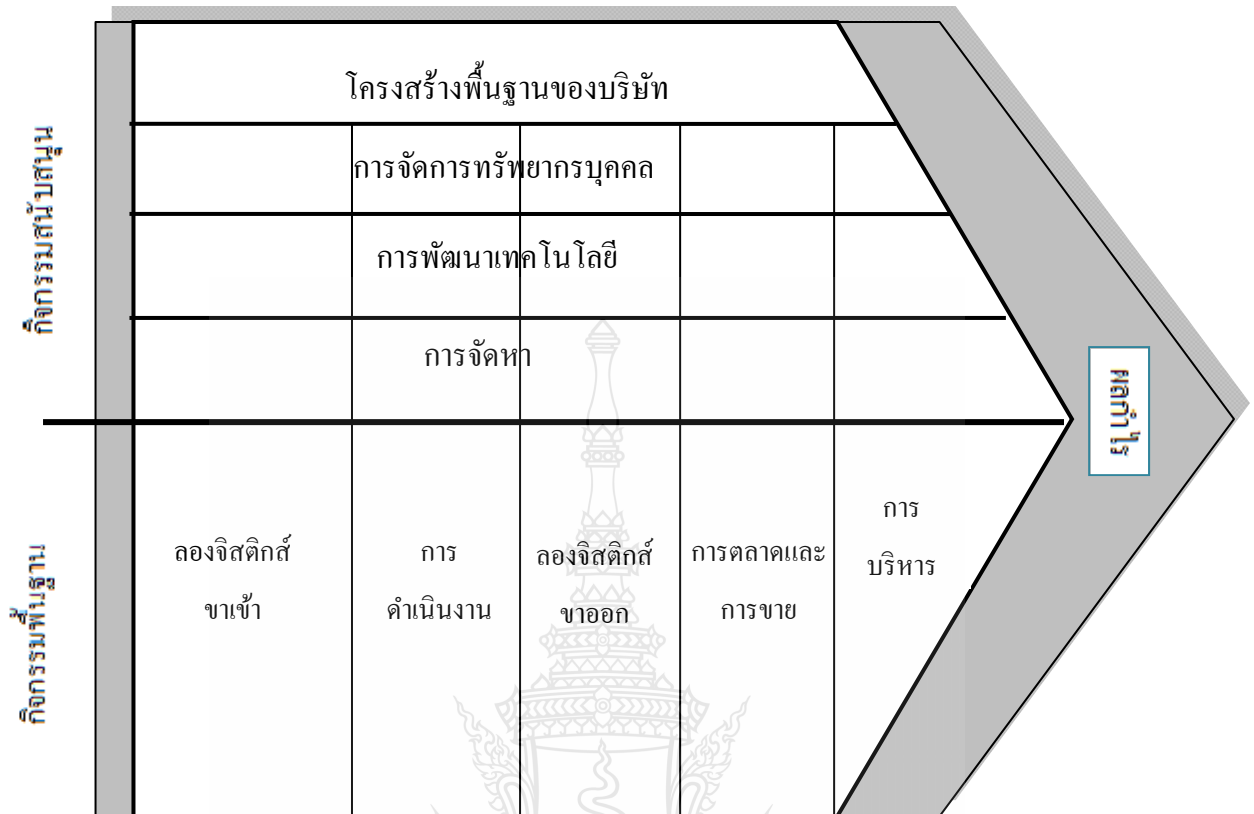 โครงสร้างพื้นฐานของบริษัท
การจัดการทรัพยากรบุคคล
การพัฒนาเทคโนโลยี
การจัดหา
กิจกรรมสนับสนุน
ผลกำไร
กิจกรรมพื้นฐาน
ลองจิสติกส์
ขาเข้า
การ
ดำเนินงาน
ลองจิสติกส์
ขาออก
การตลาดและ
การขาย
การ
บริหาร